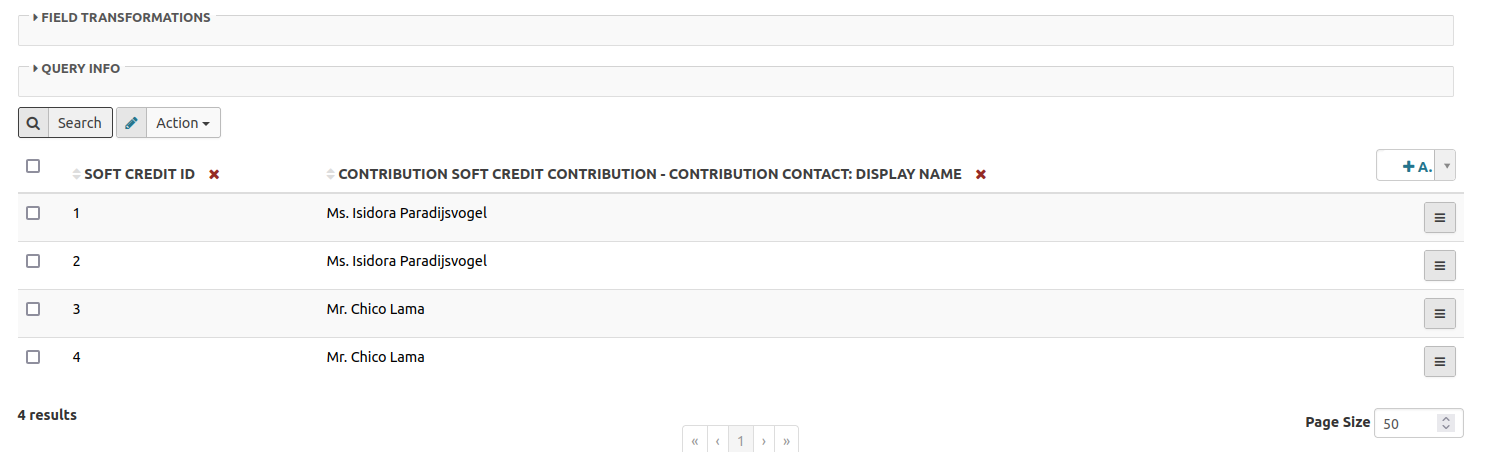 FIELD TRANSFORMATIONS
QUERY INFO
Search Action
SOFT CREDIT ID CONTRIBUTION SOFT CREDIT CONTRIBUTION - CONTRIBUTION CONTACT: DISPLAY NAME A.
1 Ms. Isidora Paradijsvogel
2 Ms. Isidora Paradijsvogel
3 Mr. Chico Lama
4 Mr. Chico Lama
4 results
Page Size 50
« ‹ 1 › »